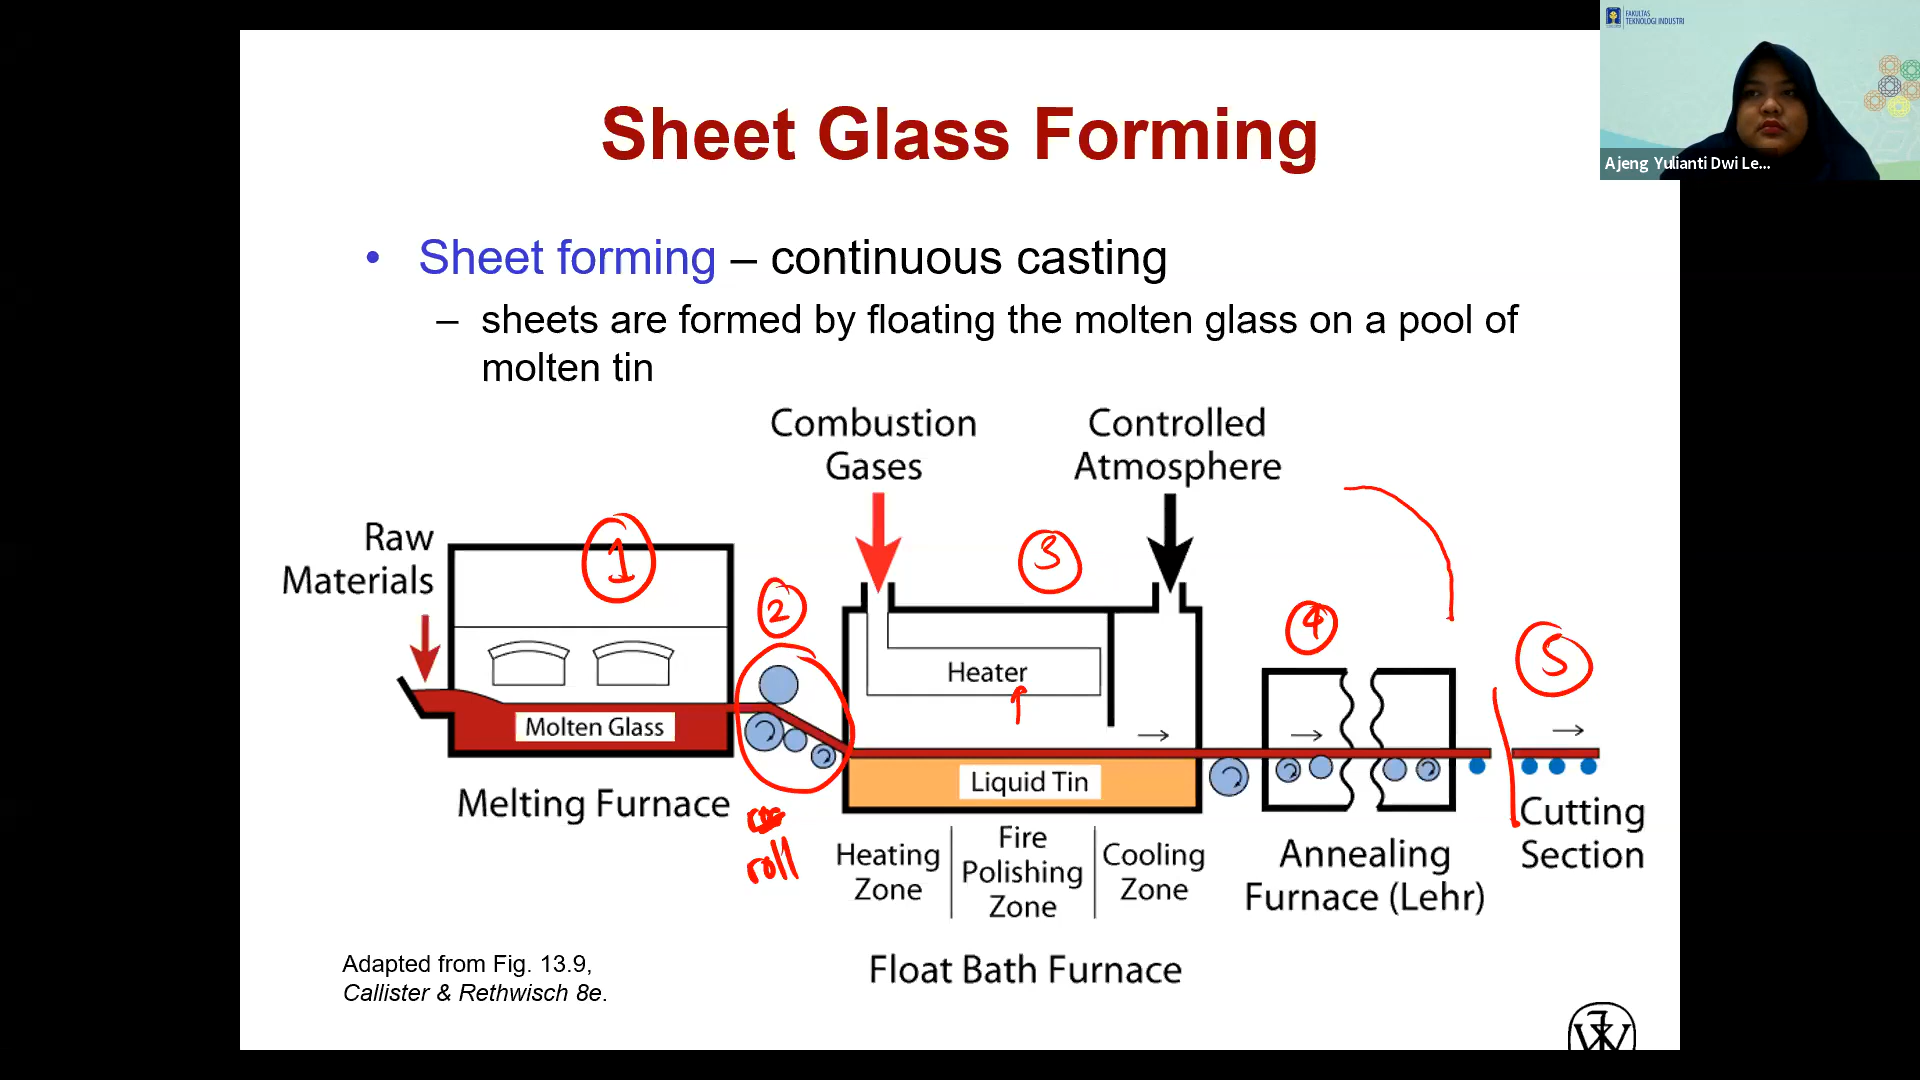 FAKULTAS
TEKNOLOGI INDUSTRI
Ajeng Yulianti Dwi Le...
Sheet Glass Forming
• Sheet forming – continuous casting
– sheets are formed by floating the molten glass on a pool of
molten tin
Combustion
Gases
Controlled
Atmosphere
Raw
Materials
1
2
3
4
5
Heater
Molten Glass
Liquid Tin
Melting Furnace
roll
Heating
Zone
Fire
Polishing
Zone
Cooling
Zone
Annealing
Furnace (Lehr)
Cutting
Section
Float Bath Furnace
Adapted from Fig. 13.9,
Callister & Rethwisch 8e.